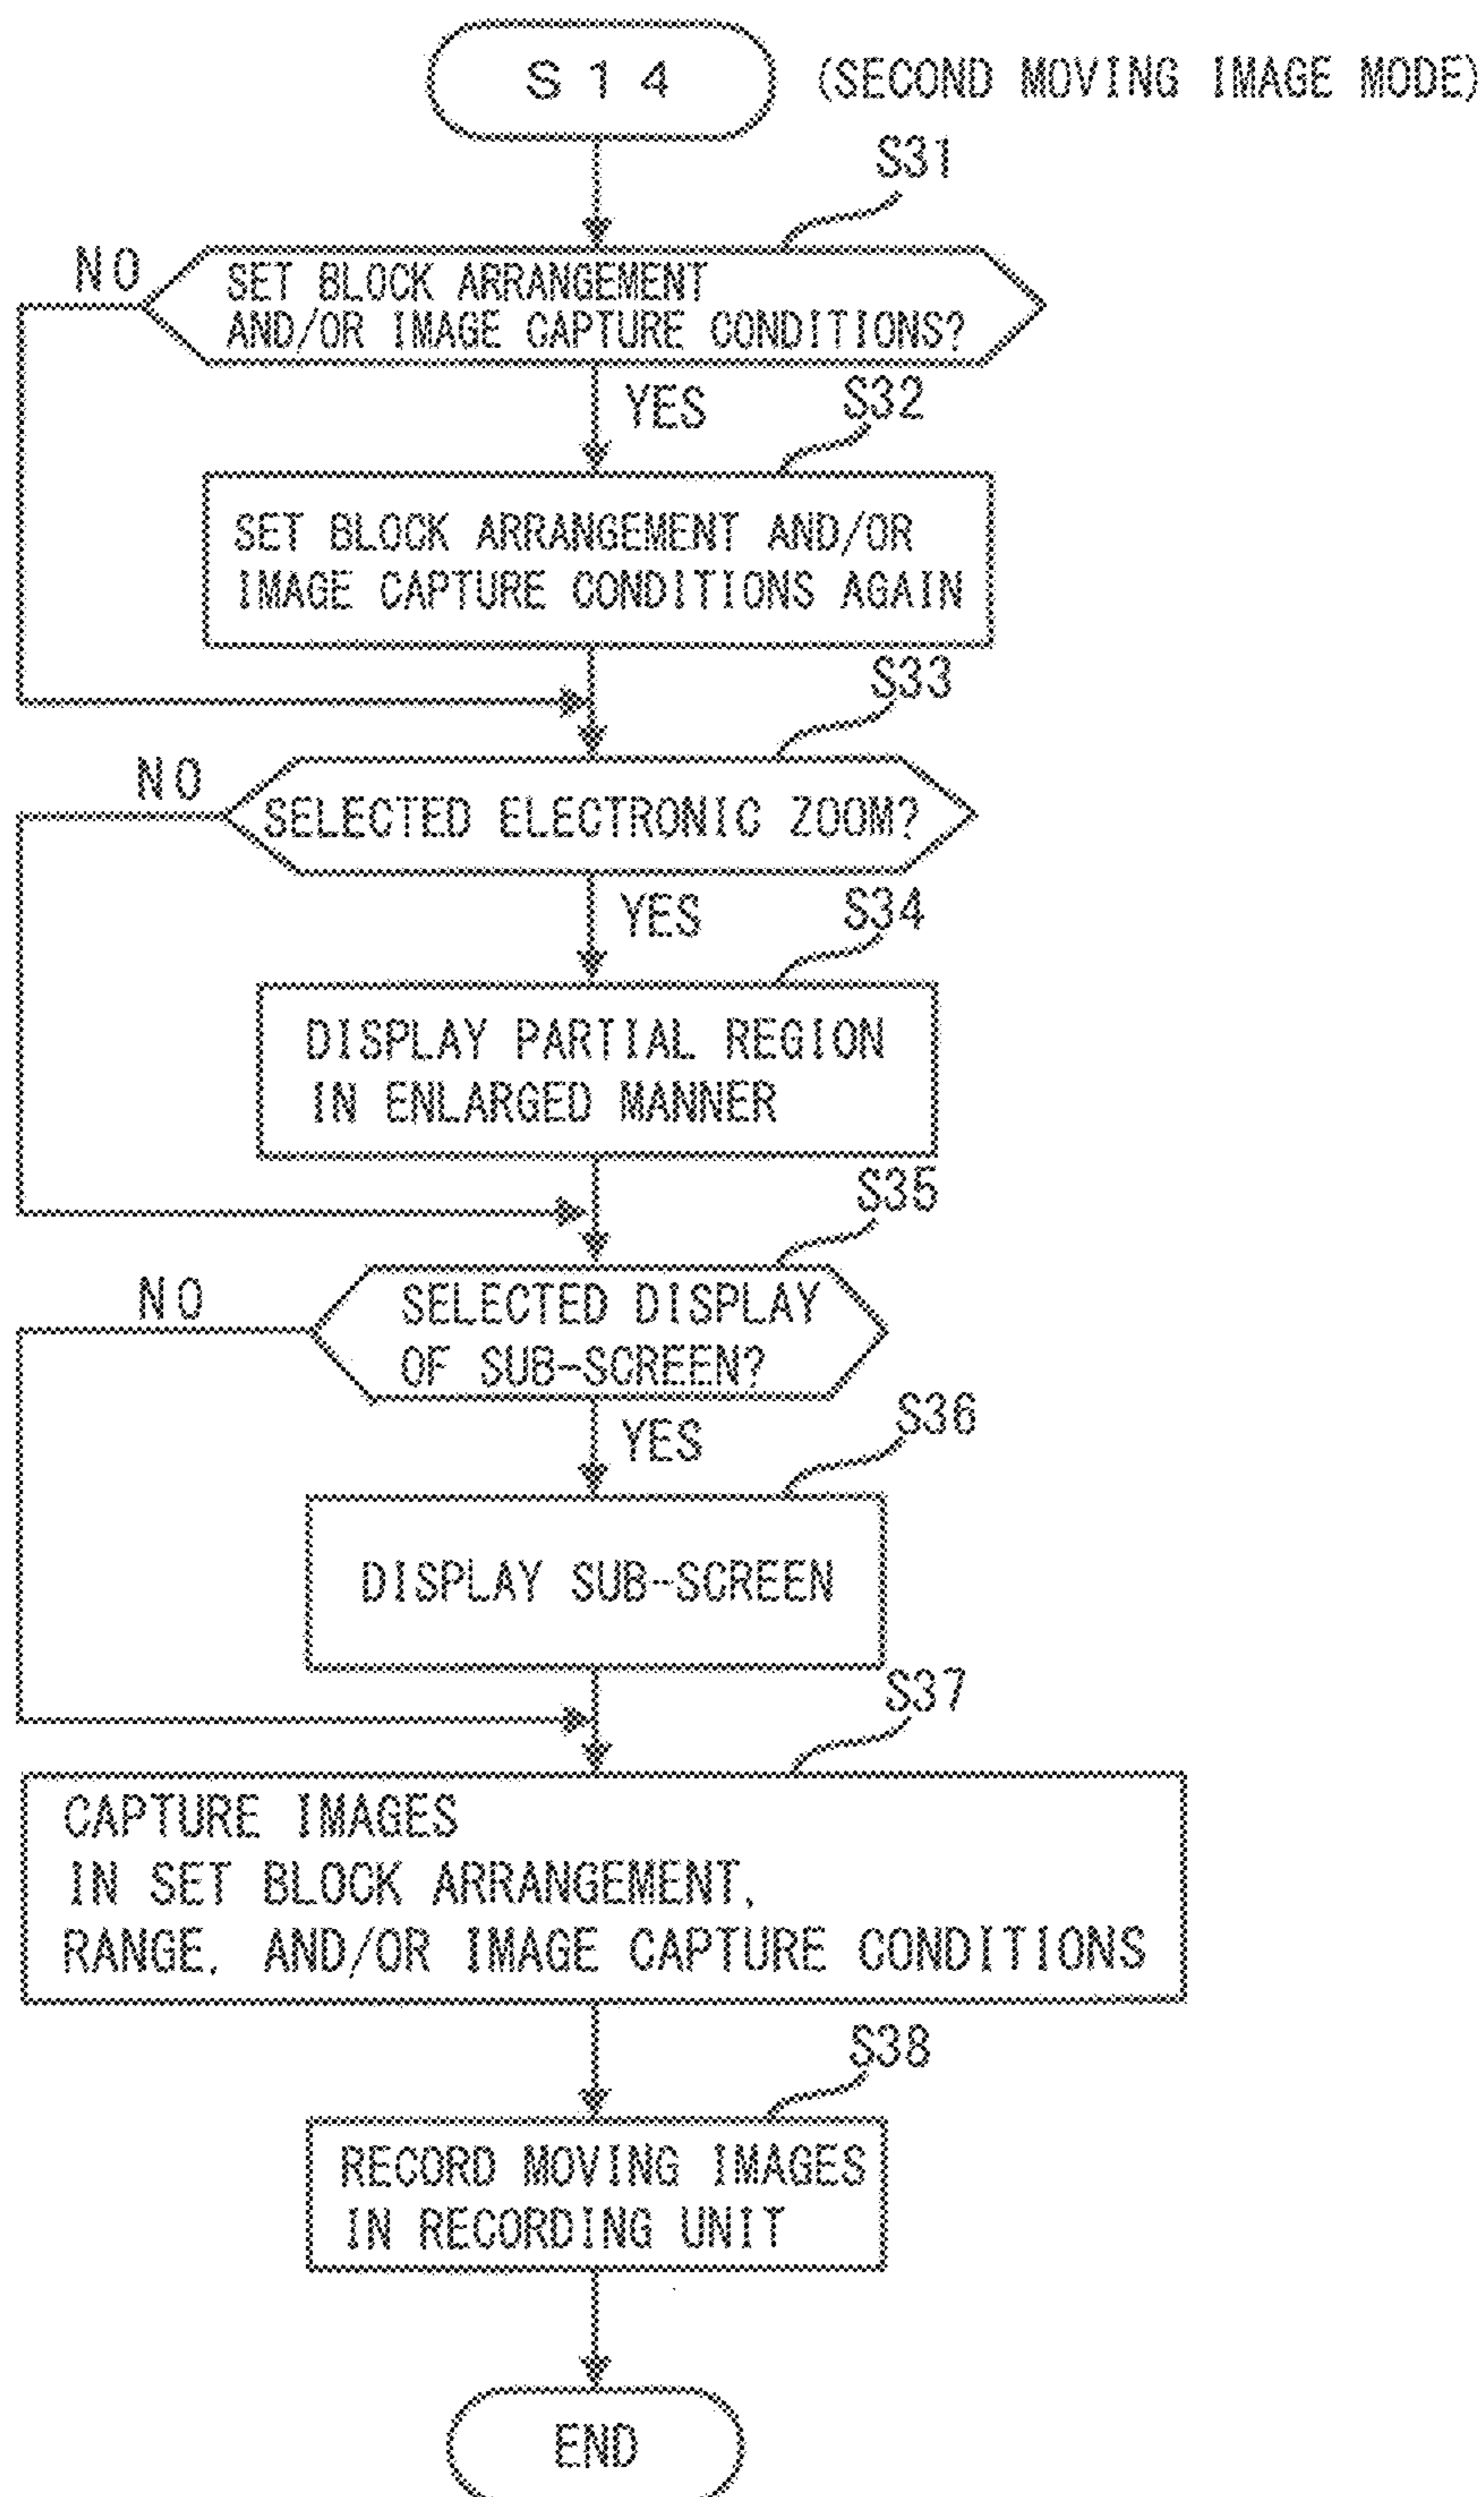 S14 (SECOND MOVING IMAGE MODE)
S31
NO
SET BLOCK ARRANGEMENT
AND/OR IMAGE CAPTURE CONDITIONS?
YES
S32
SET BLOCK ARRANGEMENT AND/OR
IMAGE CAPTURE CONDITIONS AGAIN
S33
NO
SELECTED ELECTRONIC ZOOM?
YES
S34
DISPLAY PARTIAL REGION
IN ENLARGED MANNER
S35
NO
SELECTED DISPLAY
OF SUB-SCREEN?
YES
S36
DISPLAY SUB-SCREEN
S37
CAPTURE IMAGES
IN SET BLOCK ARRANGEMENT,
RANGE, AND/OR IMAGE CAPTURE CONDITIONS
S38
RECORD MOVING IMAGES
IN RECORDING UNIT
END